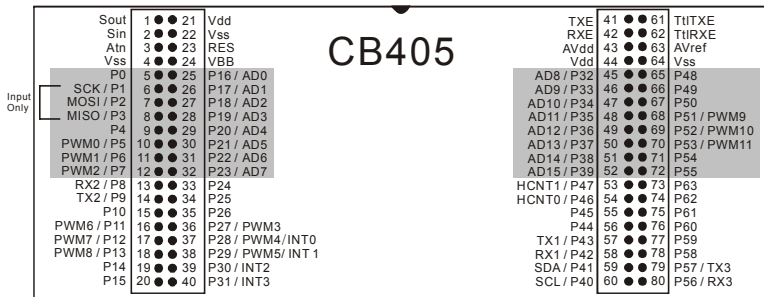 CB405
Sout 1 21 Vdd
Sin 2 22 Vss
Atn 3 23 RES
Vss 4 24 VBB
P0 5 25 P16 / AD0
SCK / P1 6 26 P17 / AD1
MOSI / P2 7 27 P18 / AD2
MISO / P3 8 28 P19 / AD3
Input
Only
P4 9 29 P20 / AD4
PWM0 / P5 10 30 P21 / AD5
PWM1 / P6 11 31 P22 / AD6
PWM2 / P7 12 32 P23 / AD7
RX2 / P8 13 33 P24
TX2 / P9 14 34 P25
P10 15 35 P26
PWM6 / P11 16 36 P27 / PWM3
PWM7 / P12 17 37 P28 / PWM4/INT0
PWM8 / P13 18 38 P29 / PWM5/ INT 1
P14 19 39 P30 / INT2
P15 20 40 P31 / INT3
TXE 41 61 TtlTXE
RXE 42 62 TtlRXE
AVdd 43 63 AVref
Vdd 44 64 Vss
AD8 / P32 45 65 P48
AD9 / P33 46 66 P49
AD10 / P34 47 67 P50
AD11 / P35 48 68 P51 / PWM9
AD12 / P36 49 69 P52 / PWM10
AD13 / P37 50 70 P53 / PWM11
AD14 / P38 51 71 P54
AD15 / P39 52 72 P55
HCNT1 / P47 53 73 P63
HCNT0 / P46 54 74 P62
P45 55 75 P61
P44 56 76 P60
TX1 / P43 57 77 P59
RX1 / P42 58 78 P58
SDA / P41 59 79 P57 / TX3
SCL / P40 60 80 P56 / RX3